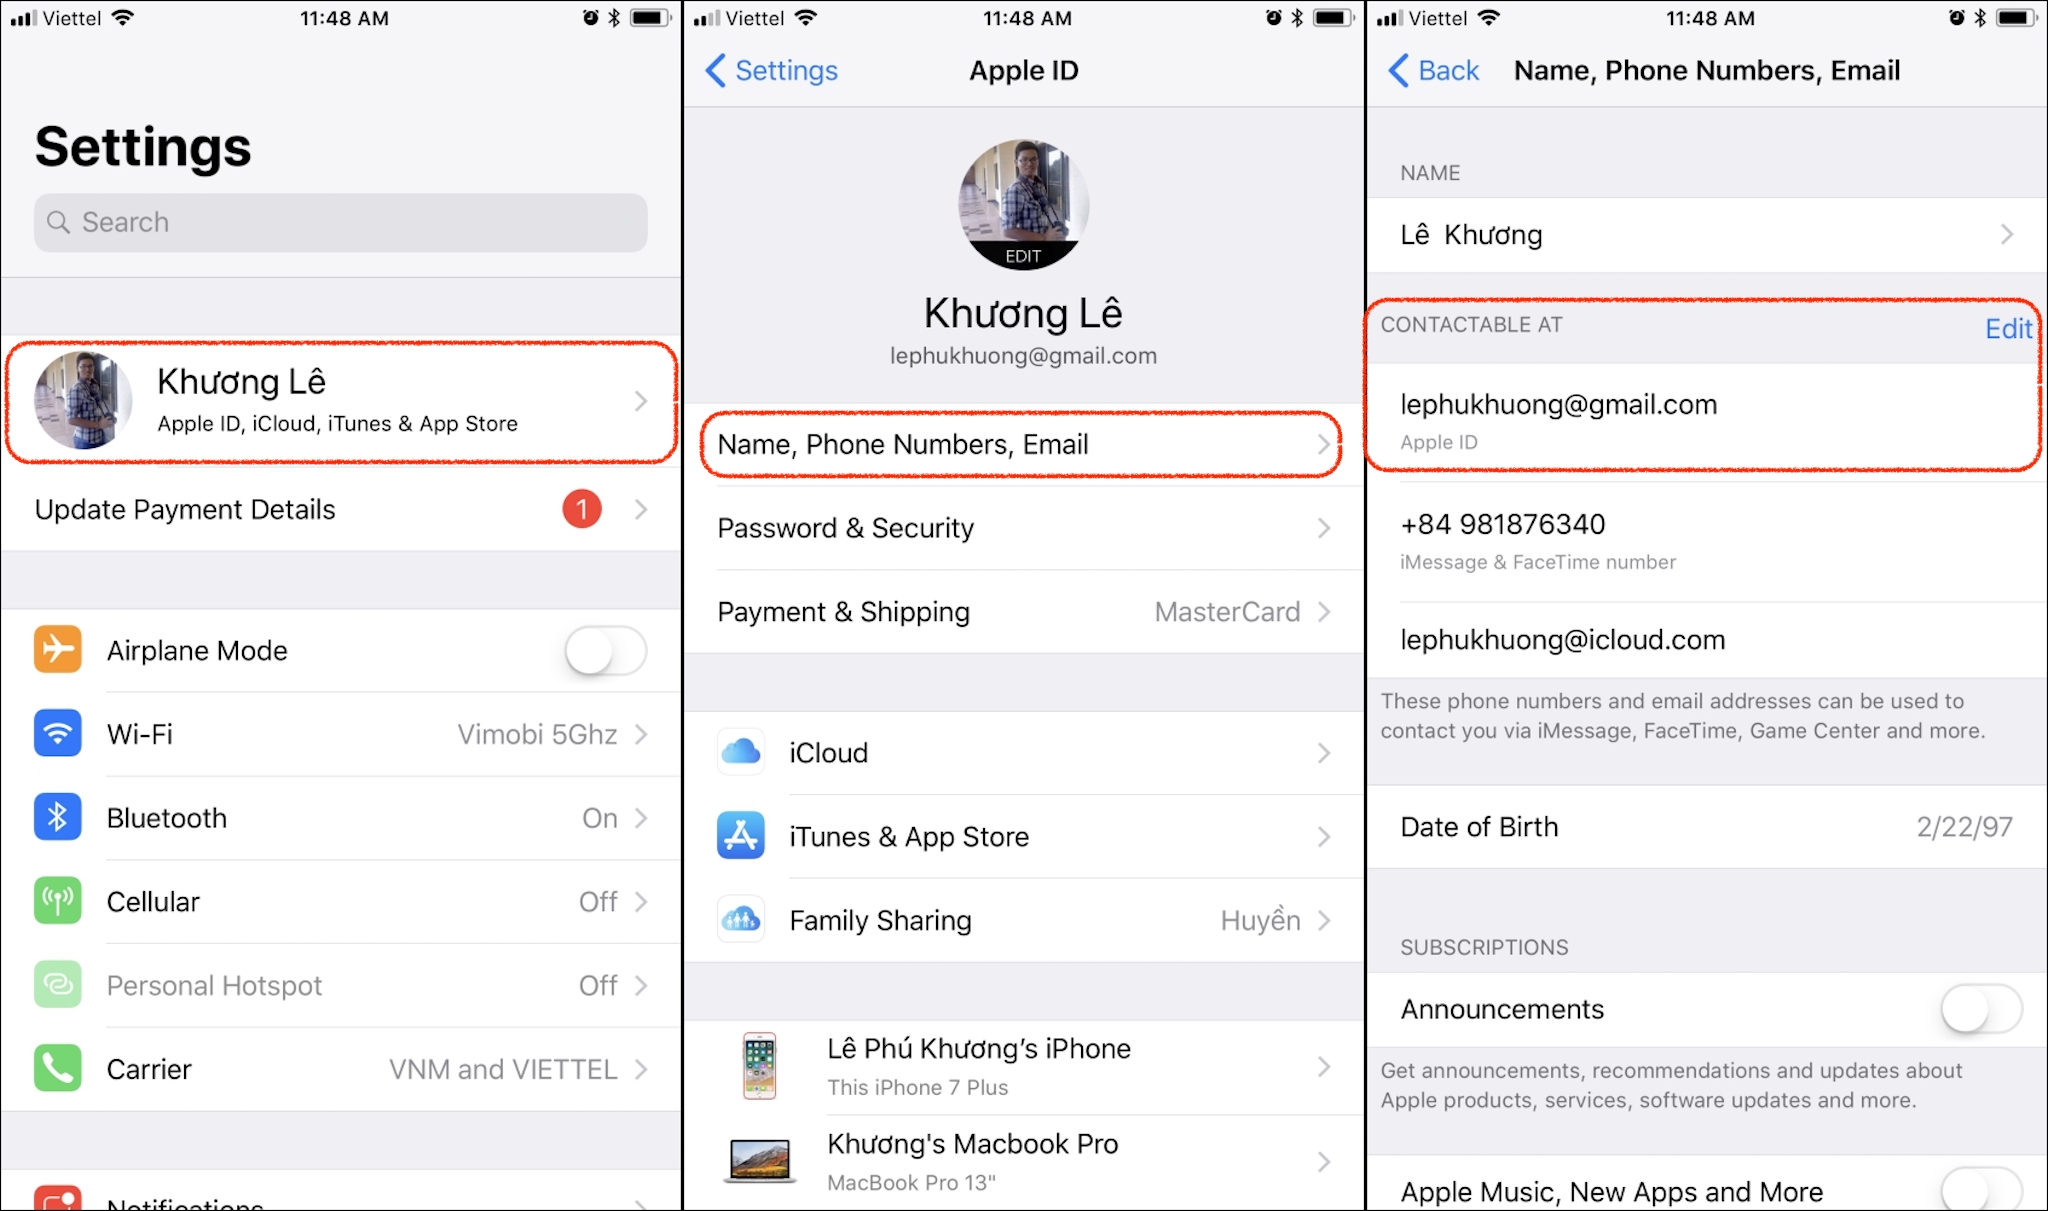 Viettel 11:48 AM
Settings
Search
Khương Lê
Apple ID, iCloud, iTunes & App Store
Update Payment Details 1
Airplane Mode
Wi-Fi Vimobi 5Ghz
Bluetooth On
Cellular Off
Personal Hotspot Off
Carrier VNM and VIETTEL
Notifications
Viettel 11:48 AM
Settings Apple ID
EDIT
Khương Lê
lephukhuong@gmail.com
Name, Phone Numbers, Email
Password & Security
Payment & Shipping MasterCard
iCloud
iTunes & App Store
Family Sharing Huyền
Lê Phú Khương’s iPhone
This iPhone 7 Plus
Khương's Macbook Pro
MacBook Pro 13"
Viettel 11:48 AM
Back Name, Phone Numbers, Email
NAME
Lê Khương
CONTACTABLE AT Edit
lephukhuong@gmail.com
Apple ID
+84 981876340
iMessage & FaceTime number
lephukhuong@icloud.com
These phone numbers and email addresses can be used to
contact you via iMessage, FaceTime, Game Center and more.
Date of Birth 2/22/97
SUBSCRIPTIONS
Announcements
Get announcements, recommendations and updates about
Apple products, services, software updates and more.
Apple Music, New Apps and More